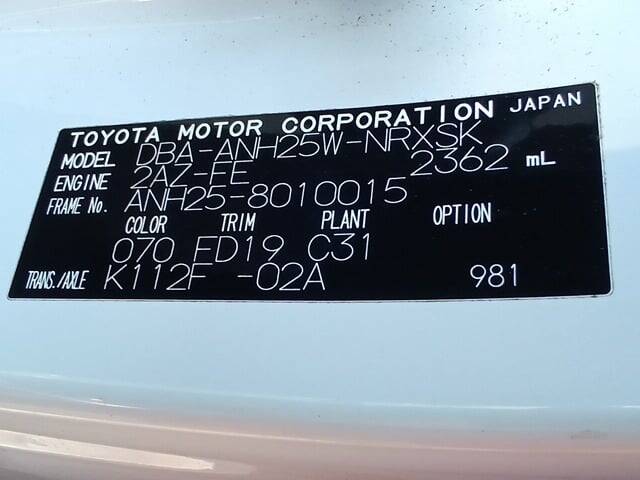 TOYOTA MOTOR CORPORATION JAPAN
MODEL DBA-ANH25W-NRXSK
ENGINE 2AZ-FE 2362 mL
FRAME No. ANH25-8010015
COLOR TRIM PLANT OPTION
070 ED19 C31
TRANS./AXLE K112F -02A 981